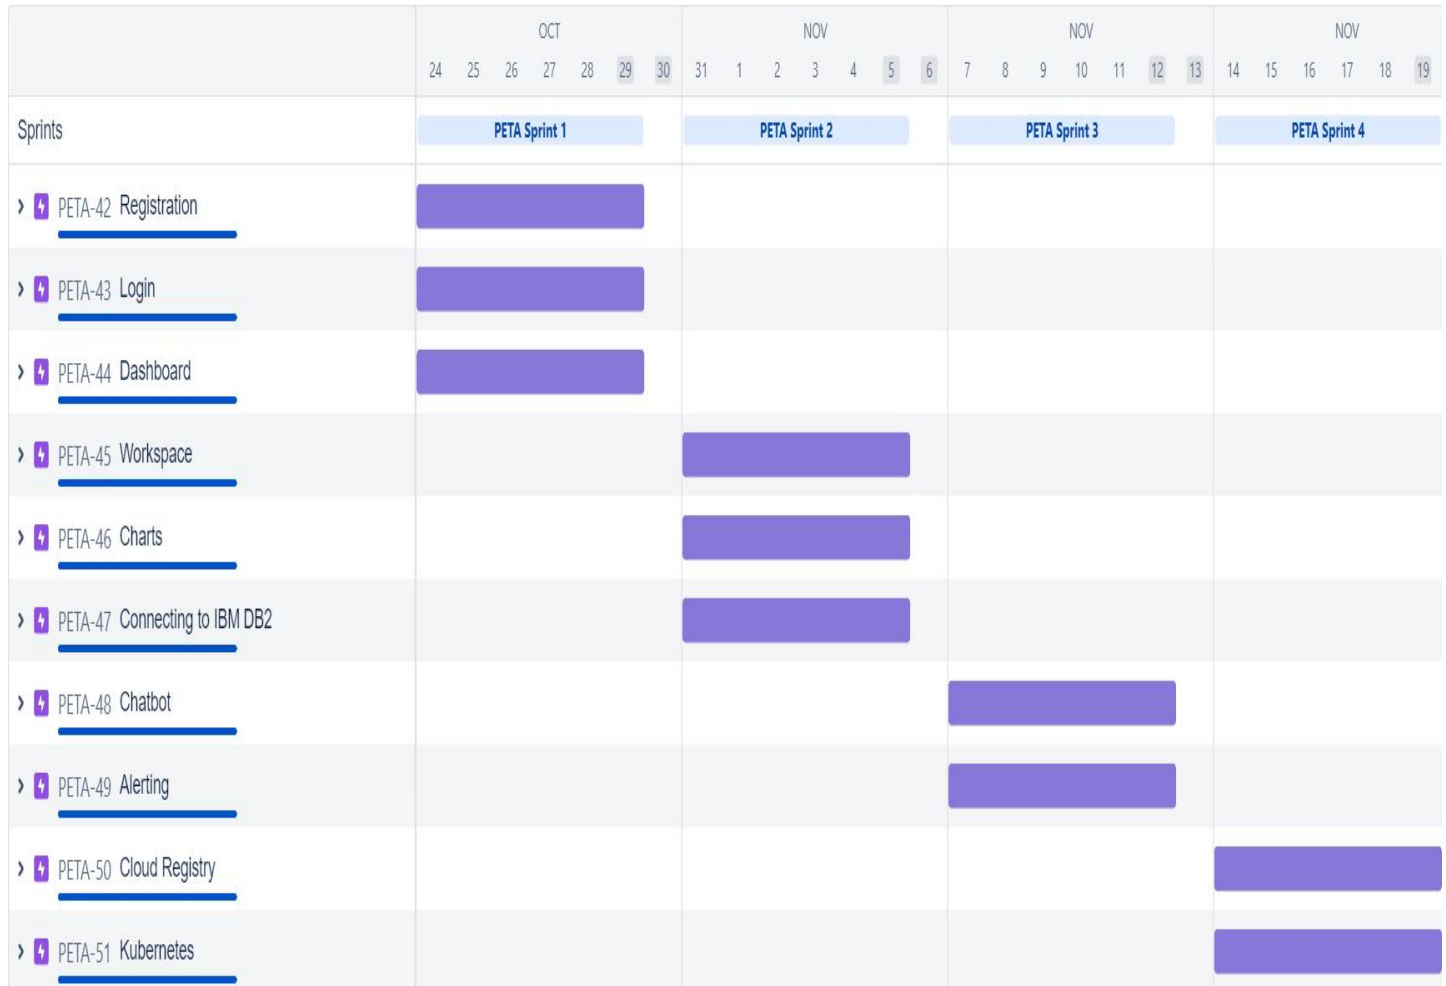 OCT NOV NOV NOV
24 25 26 27 28 29 30 31 1 2 3 4 5 6 7 8 9 10 11 12 13 14 15 16 17 18 19
Sprints PETA Sprint 1 PETA Sprint 2 PETA Sprint 3 PETA Sprint 4
PETA-42 Registration
PETA-43 Login
PETA-44 Dashboard
PETA-45 Workspace
PETA-46 Charts
PETA-47 Connecting to IBM DB2
PETA-48 Chatbot
PETA-49 Alerting
PETA-50 Cloud Registry
PETA-51 Kubernetes